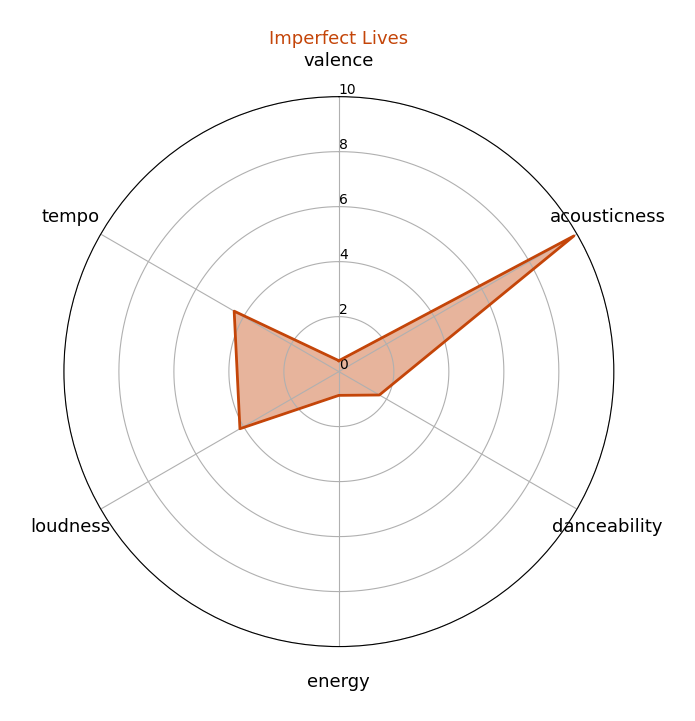 Imperfect Lives
valence
10
8
6
4
2
0
tempo
acousticness
loudness
danceability
energy